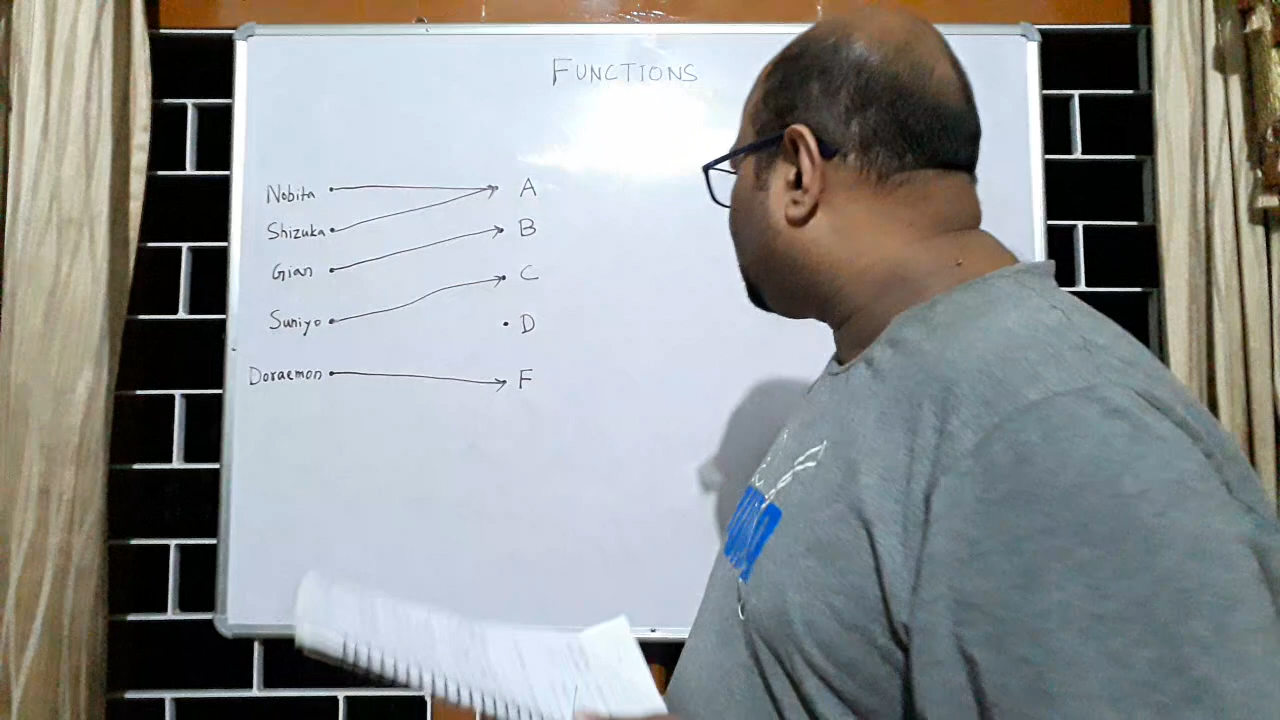 FUNCTIONS
Nobita A
Shizuka B
Gian C
Suniyo D
Doraemon F